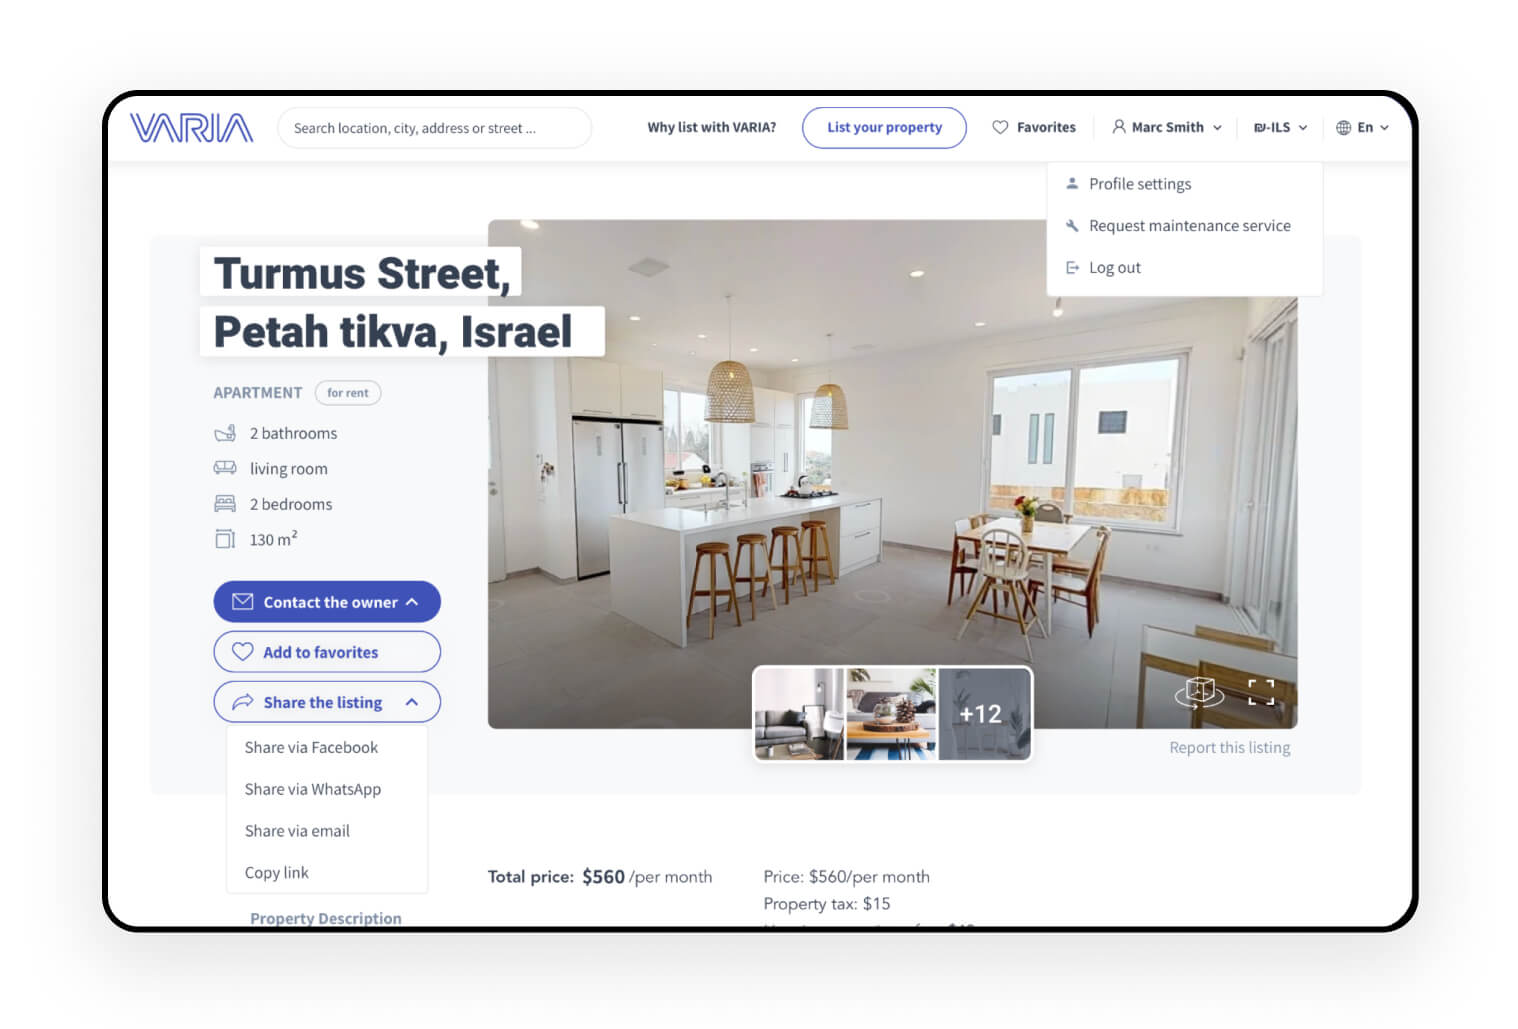 VARIA
Search location, city, address or street ...
Why list with VARIA?
List your property
Favorites
Marc Smith
₪-ILS
En
Profile settings
Request maintenance service
Log out
Turmus Street,
Petah tikva, Israel
APARTMENT
for rent
2 bathrooms
living room
2 bedrooms
130 m²
Contact the owner
Add to favorites
Share the listing
Share via Facebook
Share via WhatsApp
Share via email
Copy link
+12
Report this listing
Total price: $560 /per month
Price: $560/per month
Property tax: $15
Property Description